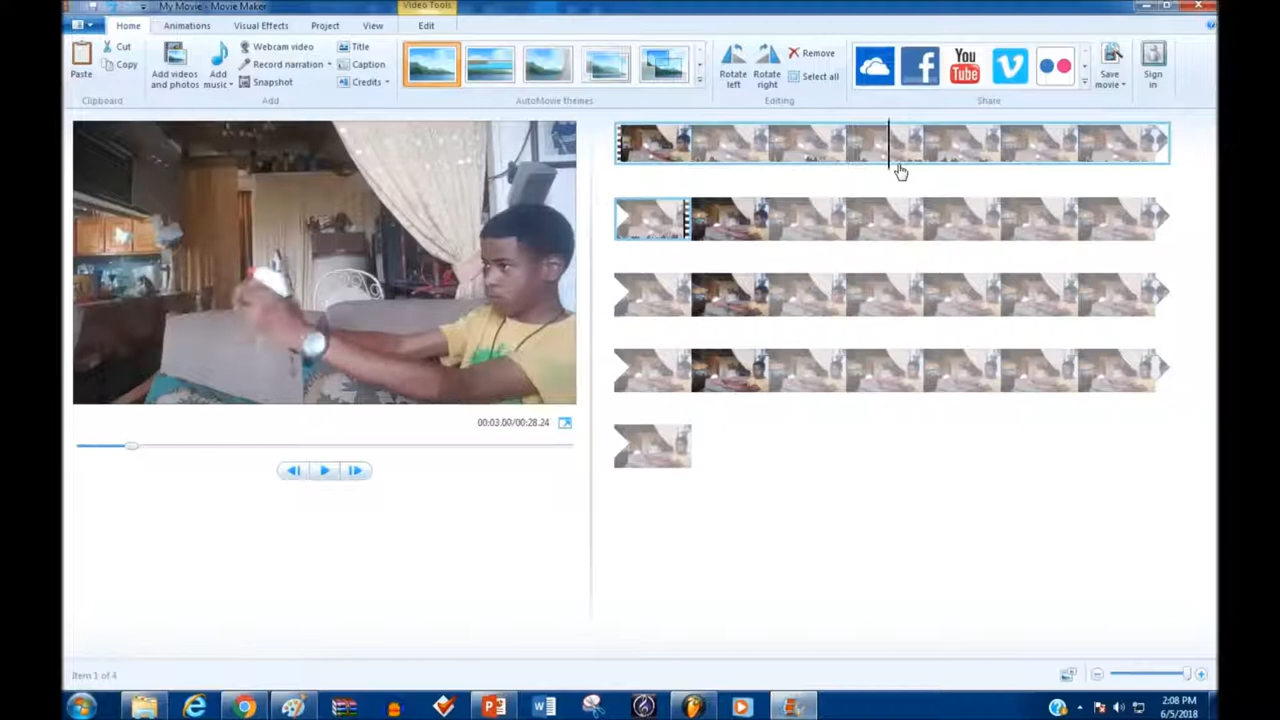 My Movie - Movie Maker
Video Tools
Home
Animations
Visual Effects
Project
View
Edit
Paste
Cut
Copy
Clipboard
Add videos
and photos
Add
music
Webcam video
Record narration
Snapshot
Title
Caption
Credits
Add
AutoMovie themes
Rotate
left
Rotate
right
Remove
Select all
Editing
You
Tube
Share
Save
movie
Sign
in
00:03.00/00:28.24
Item 1 of 4
2:08 PM
6/5/2018